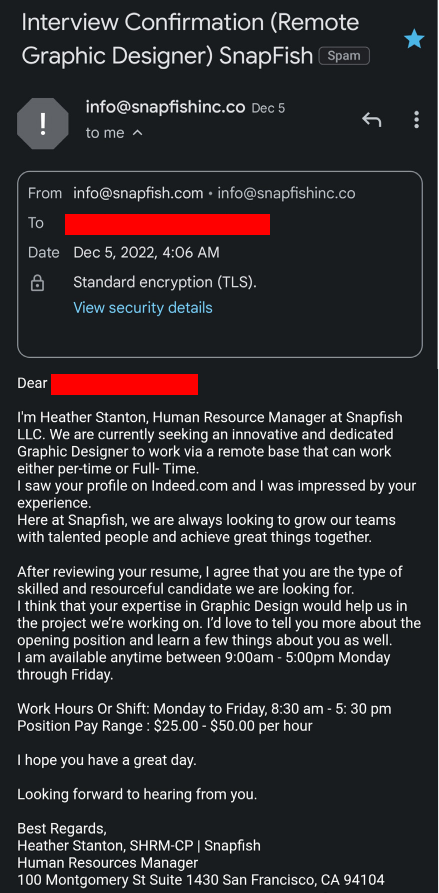 Interview Confirmation (Remote
Graphic Designer) SnapFish Spam
!
info@snapfishinc.co Dec 5
to me
From info@snapfish.com • info@snapfishinc.co
To
Date Dec 5, 2022, 4:06 AM
Standard encryption (TLS).
View security details
Dear
I'm Heather Stanton, Human Resource Manager at Snapfish
LLC. We are currently seeking an innovative and dedicated
Graphic Designer to work via a remote base that can work
either per-time or Full- Time.
I saw your profile on Indeed.com and I was impressed by your
experience.
Here at Snapfish, we are always looking to grow our teams
with talented people and achieve great things together.
After reviewing your resume, I agree that you are the type of
skilled and resourceful candidate we are looking for.
I think that your expertise in Graphic Design would help us in
the project we're working on. I'd love to tell you more about the
opening position and learn a few things about you as well.
I am available anytime between 9:00am - 5:00pm Monday
through Friday.
Work Hours Or Shift: Monday to Friday, 8:30 am - 5: 30 pm
Position Pay Range : $25.00 - $50.00 per hour
I hope you have a great day.
Looking forward to hearing from you.
Best Regards,
Heather Stanton, SHRM-CP | Snapfish
Human Resources Manager
100 Montgomery St Suite 1430 San Francisco, CA 94104